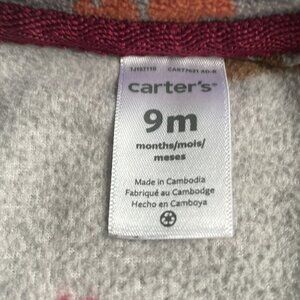 carter's
9m
months/mois/
meses
Made in Cambodia
Fabriqué au Cambodge
Hecho en Camboya